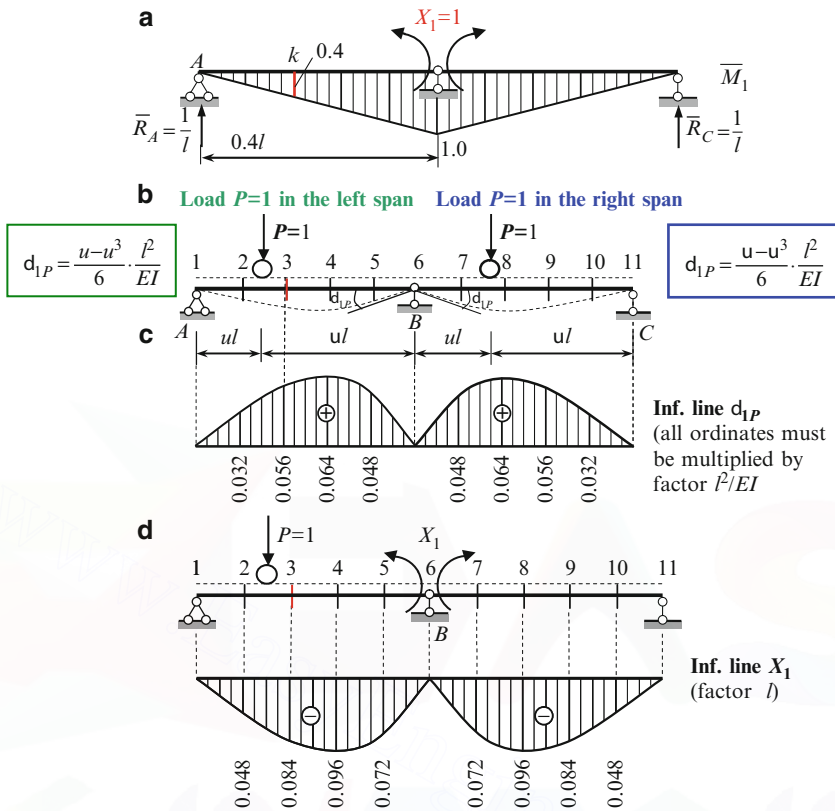 a
X₁=1
A
k
0.4
M̅₁
R̅_A = 1/l
0.4l
1.0
R̅_C = 1/l
b
Load P=1 in the left span
Load P=1 in the right span
P=1
P=1
d₁P = (u−u³)/6 · l²/EI
1 2 3 4 5 6 7 8 9 10 11
d₁P = (u−u³)/6 · l²/EI
d₁P
d₁P
A
B
C
c
ul
ul
ul
ul
+
+
Inf. line d₁P
(all ordinates must
be multiplied by
factor l²/EI
0.032 0.056 0.064 0.048 0.048 0.064 0.056 0.032
d
P=1
X₁
1 2 3 4 5 6 7 8 9 10 11
B
Inf. line X₁
(factor l)
−
−
0.048 0.084 0.096 0.072 0.072 0.096 0.084 0.048